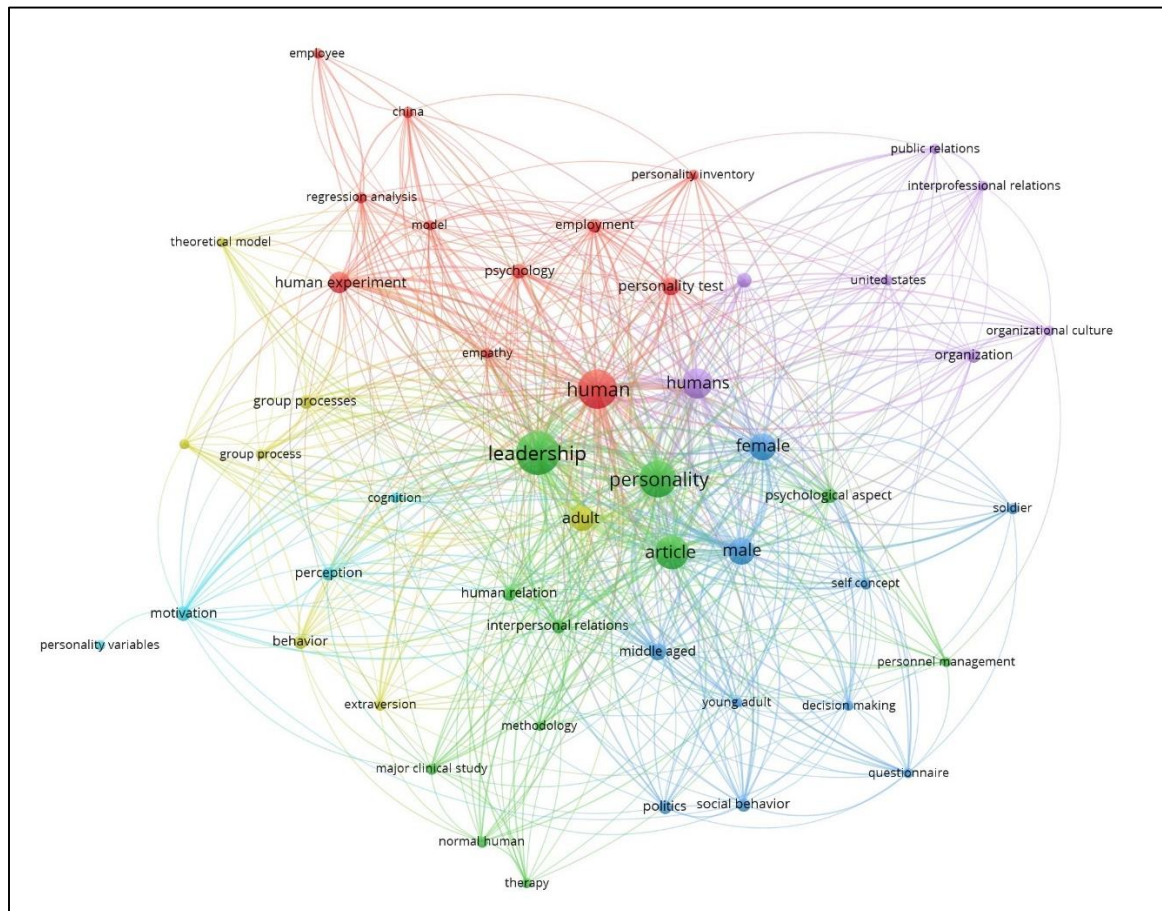 employee
china
public relations
personality inventory
interprofessional relations
regression analysis
model
employment
theoretical model
psychology
human experiment
personality test
united states
organizational culture
empathy
organization
human
humans
group processes
female
leadership
group process
personality
cognition
psychological aspect
soldier
adult
article
male
perception
self concept
human relation
motivation
interpersonal relations
personality variables
behavior
middle aged
personnel management
extraversion
young adult
decision making
methodology
major clinical study
questionnaire
politics
social behavior
normal human
therapy